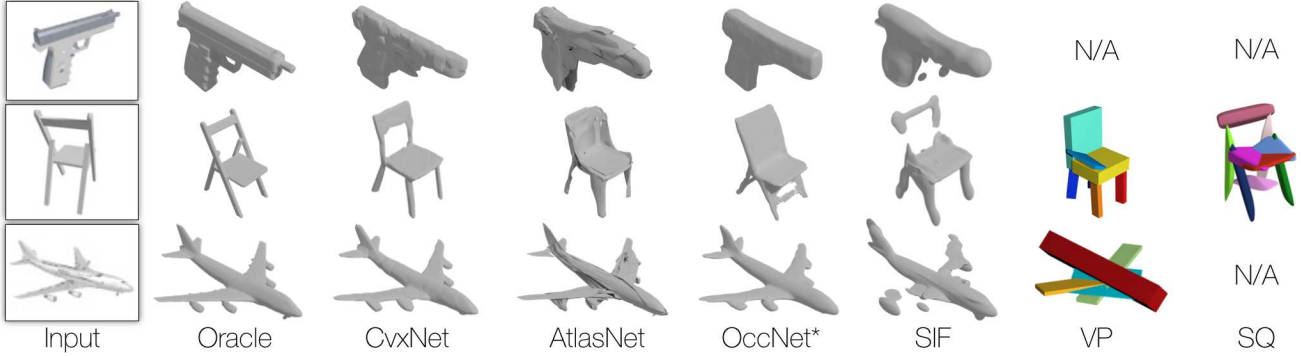 N/A N/A
N/A
Input Oracle CvxNet AtlasNet OccNet* SIF VP SQ